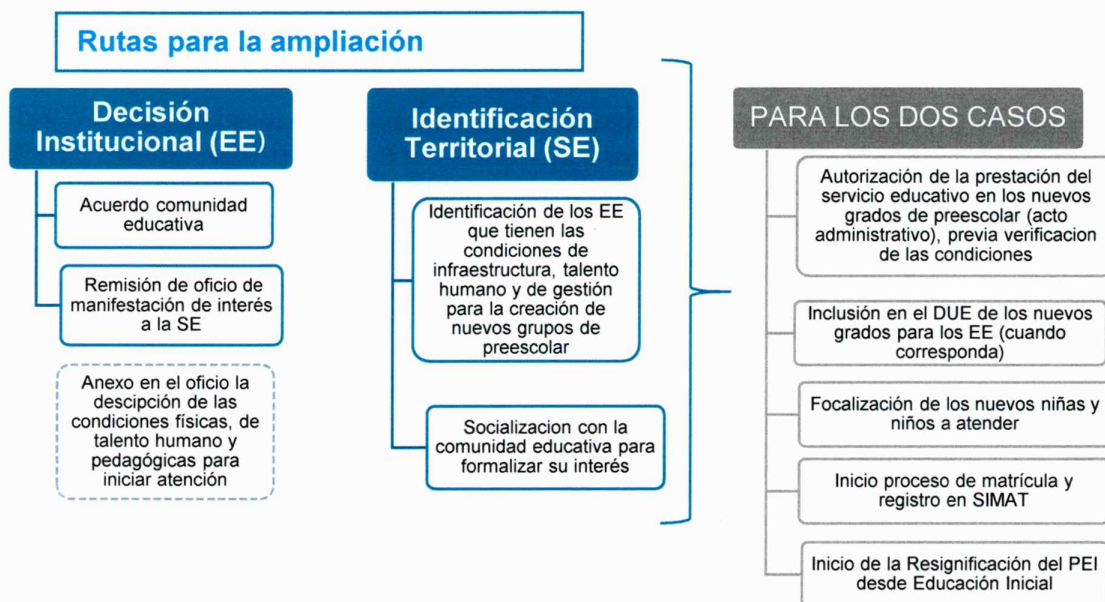 Rutas para la ampliación
Decisión
Institucional (EE)
Acuerdo comunidad
educativa
Remisión de oficio de
manifestación de interés
a la SE
Anexo en el oficio la
descipción de las
condiciones físicas, de
talento humano y
pedagógicas para
iniciar atención
Identificación
Territorial (SE)
Identificación de los EE
que tienen las
condiciones de
infraestructura, talento
humano y de gestión
para la creación de
nuevos grupos de
preescolar
Socializacion con la
comunidad educativa para
formalizar su interés
PARA LOS DOS CASOS
Autorización de la prestación del
servicio educativo en los nuevos
grados de preescolar (acto
administrativo), previa verificacion
de las condiciones
Inclusión en el DUE de los nuevos
grados para los EE (cuando
corresponda)
Focalización de los nuevos niñas y
niños a atender
Inicio proceso de matrícula y
registro en SIMAT
Inicio de la Resignificación del PEI
desde Educación Inicial